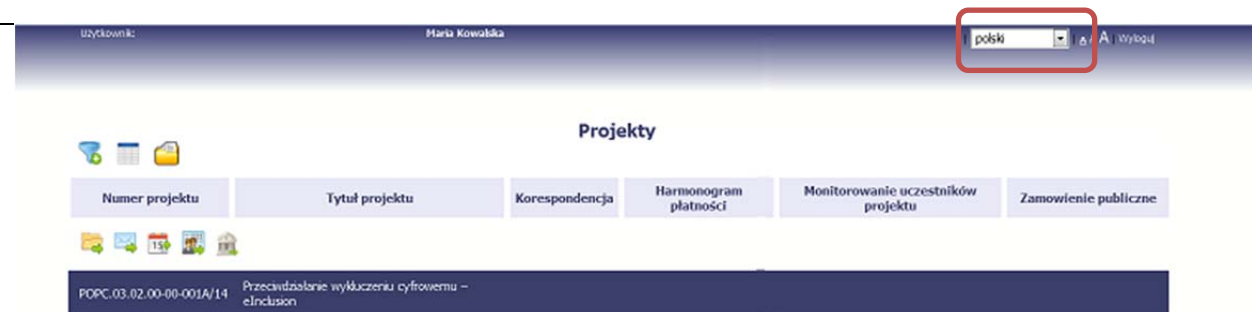 Użytkownik: Maria Kowalska | polski | A A A | Wyloguj
Projekty
Numer projektu Tytuł projektu Korespondencja Harmonogram płatności Monitorowanie uczestników projektu Zamowienie publiczne
15
POPC.03.02.00-00-001A/14 Przeciwdziałanie wykluczeniu cyfrowemu –
eInclusion